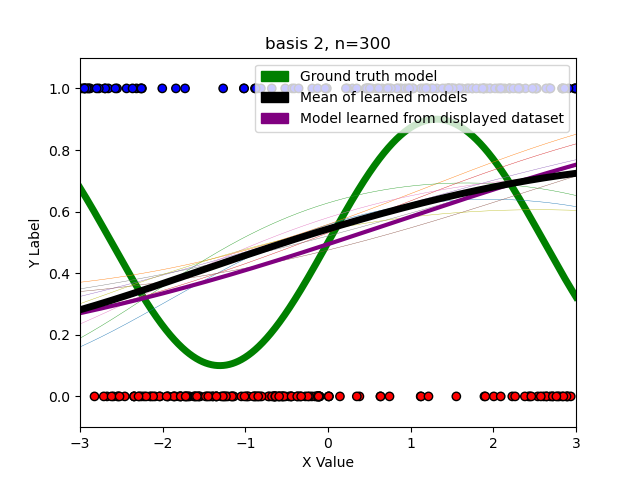 basis 2, n=300
Ground truth model
Mean of learned models
Model learned from displayed dataset
1.0
0.8
0.6
0.4
0.2
0.0
Y Label
−3
−2
−1
0
1
2
3
X Value